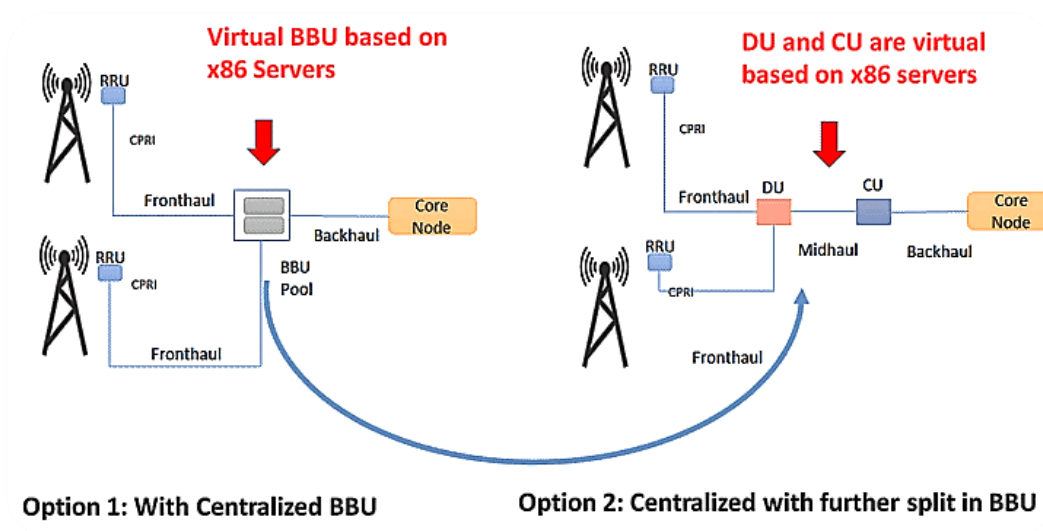 Virtual BBU based on
x86 Servers
RRU
CPRI
Fronthaul
Backhaul
Core
Node
RRU
CPRI
BBU
Pool
Fronthaul
Option 1: With Centralized BBU
DU and CU are virtual
based on x86 servers
RRU
CPRI
Fronthaul
DU
CU
Core
Node
Midhaul
Backhaul
RRU
CPRI
Fronthaul
Option 2: Centralized with further split in BBU